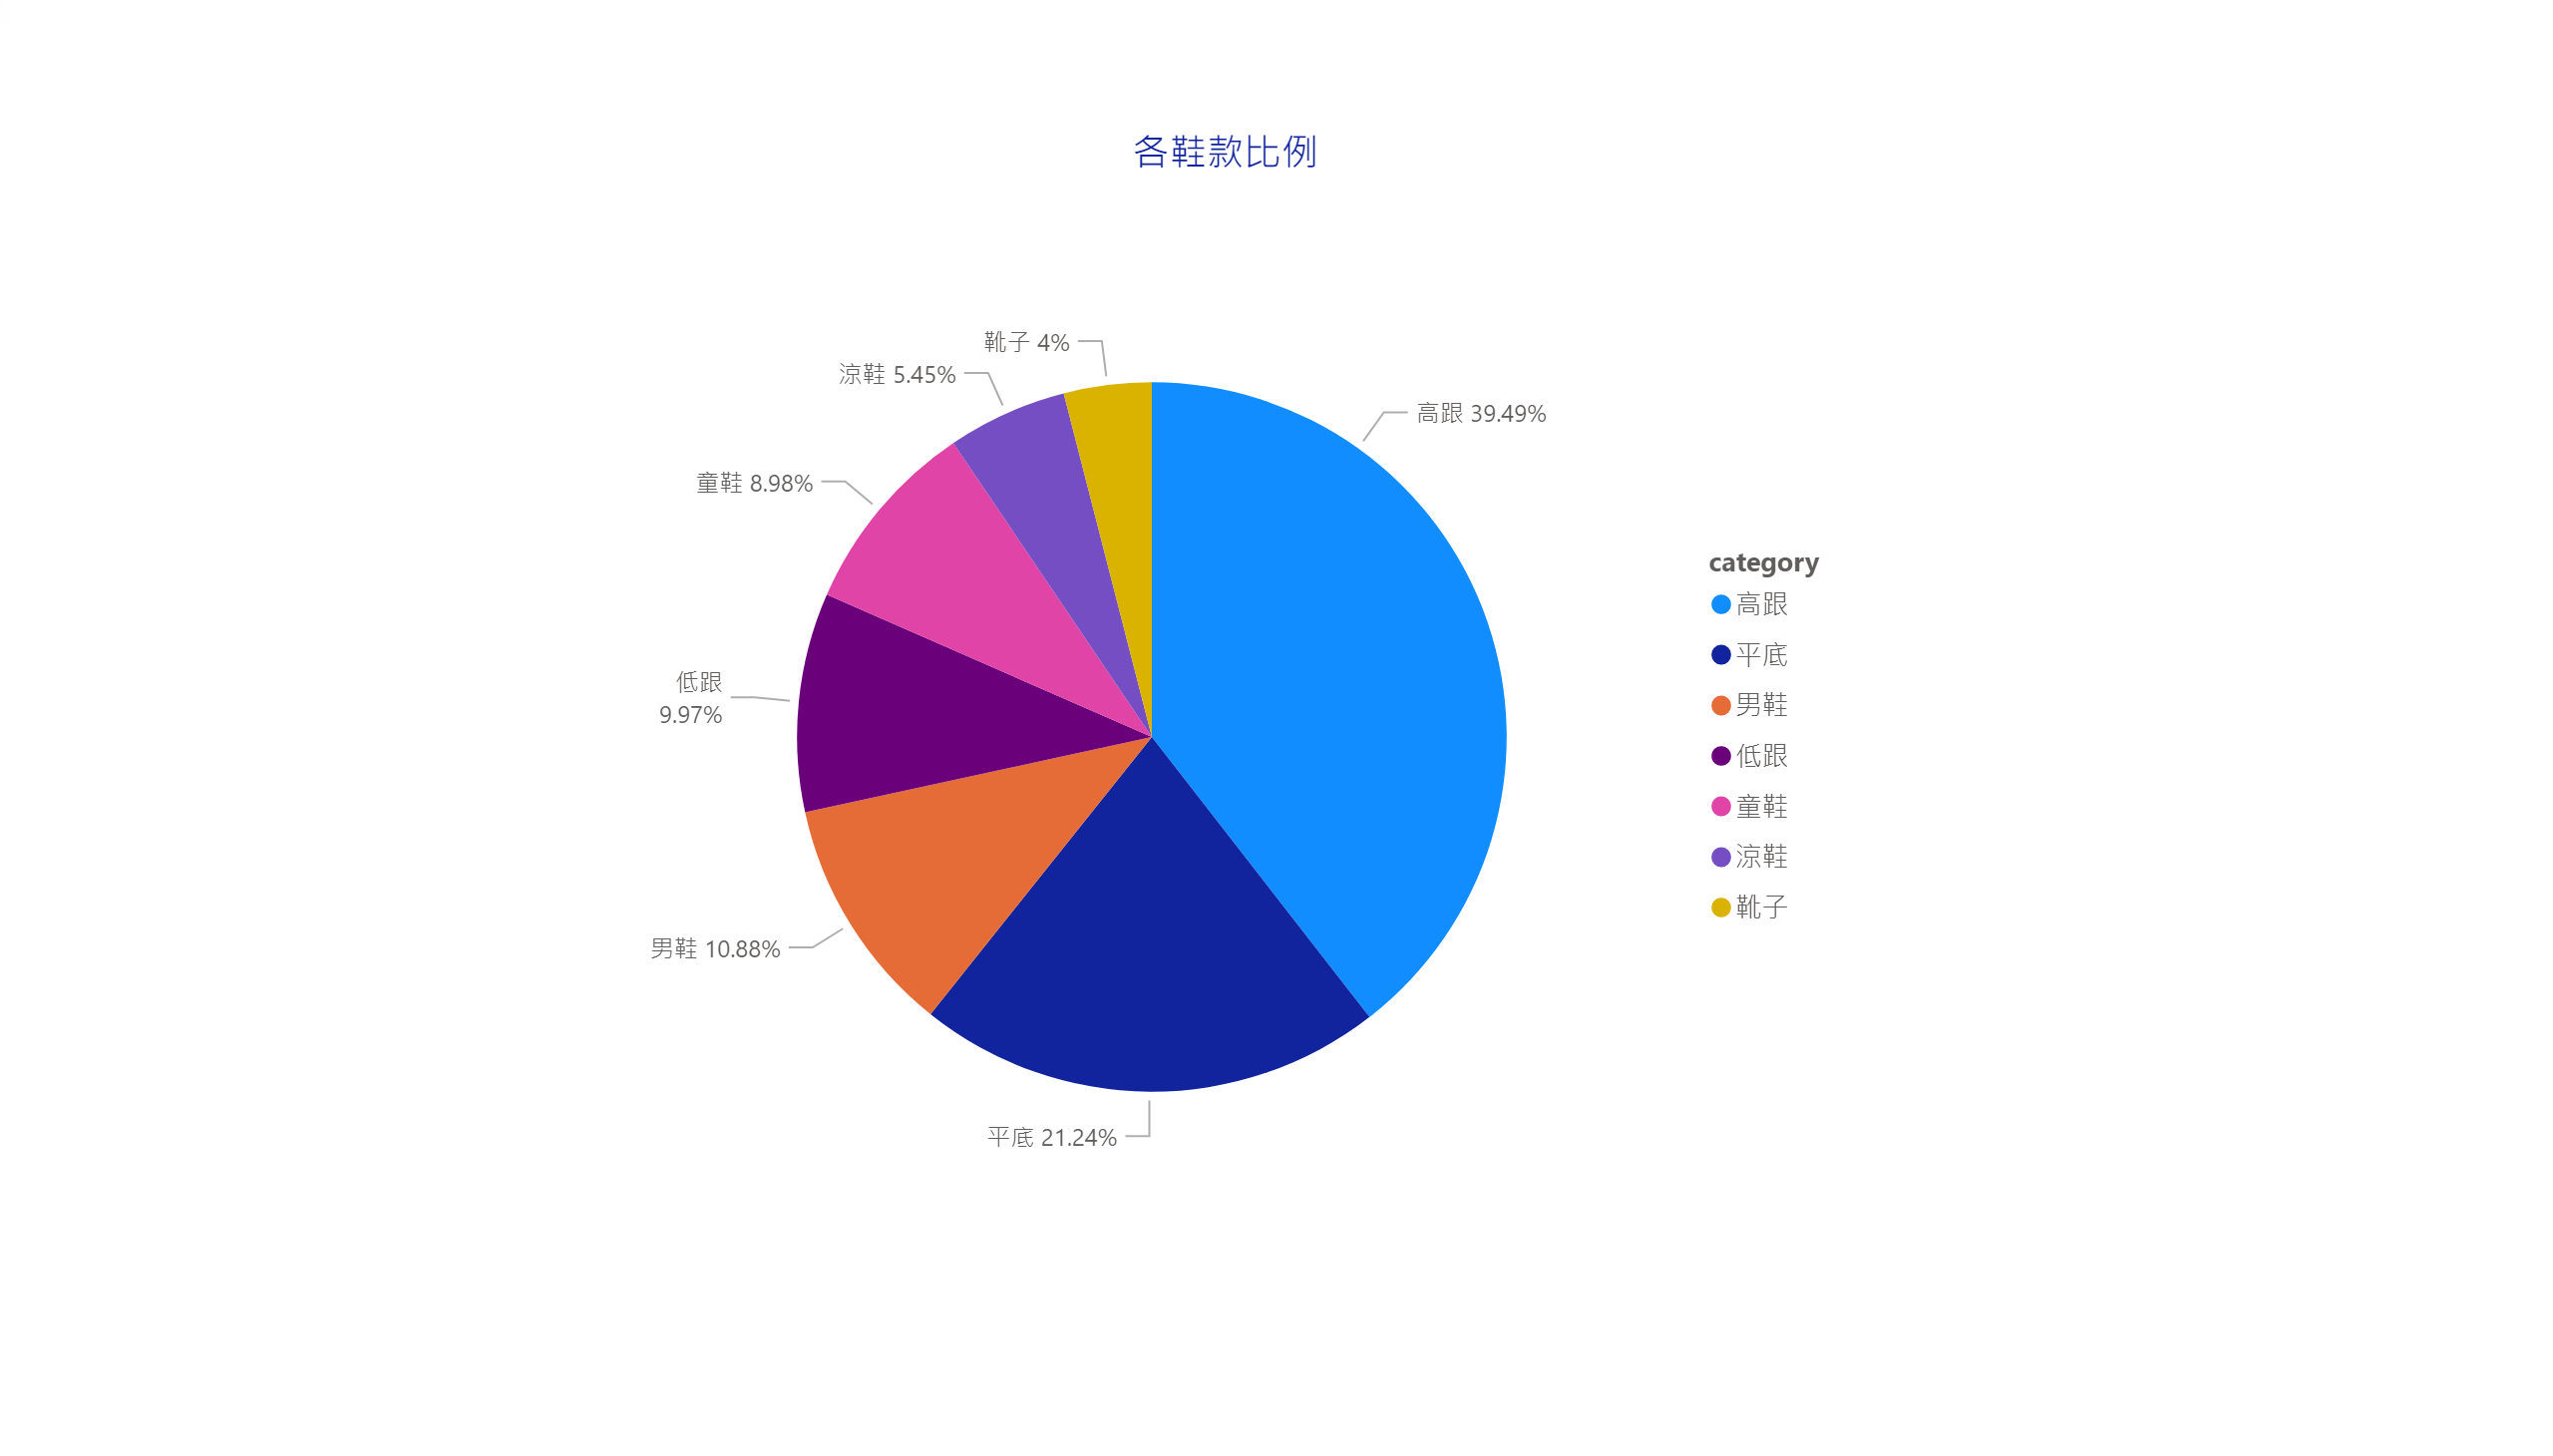 各鞋款比例
靴子 4%
涼鞋 5.45%
高跟 39.49%
童鞋 8.98%
低跟
9.97%
男鞋 10.88%
平底 21.24%
category
高跟
平底
男鞋
低跟
童鞋
涼鞋
靴子